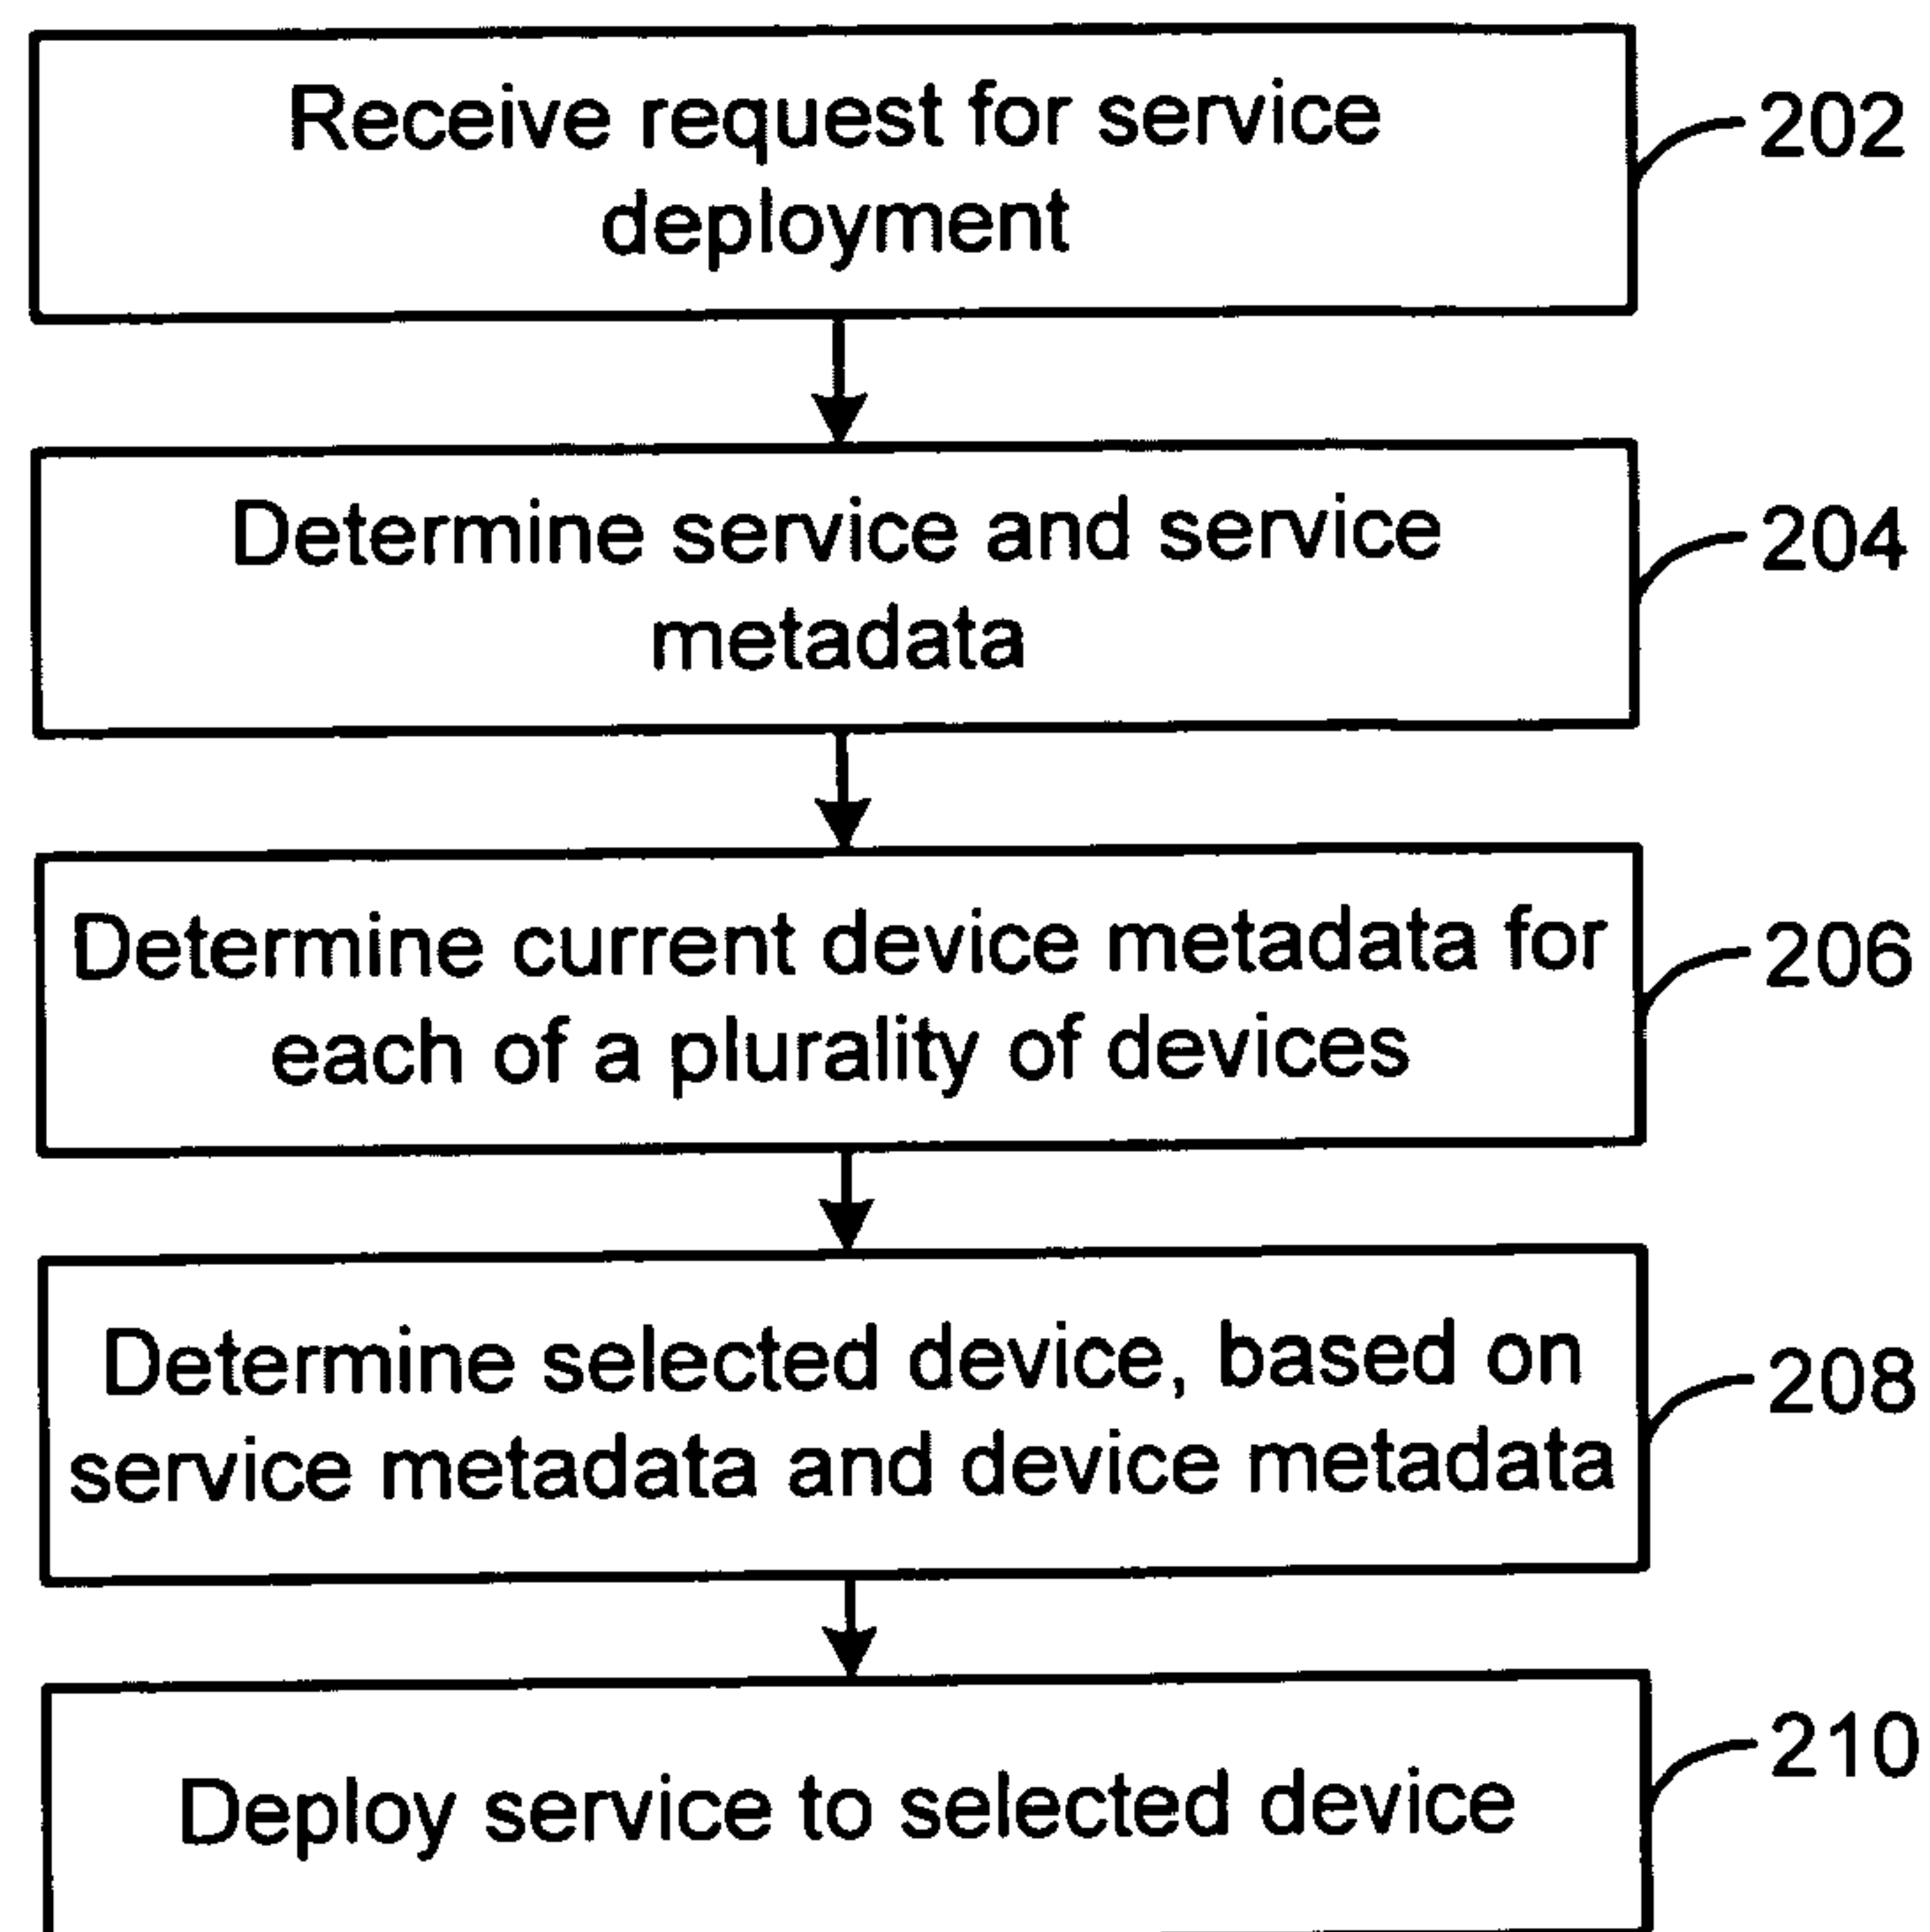 Receive request for service
deployment
202
Determine service and service
metadata
204
Determine current device metadata for
each of a plurality of devices
206
Determine selected device, based on
service metadata and device metadata
208
Deploy service to selected device
210